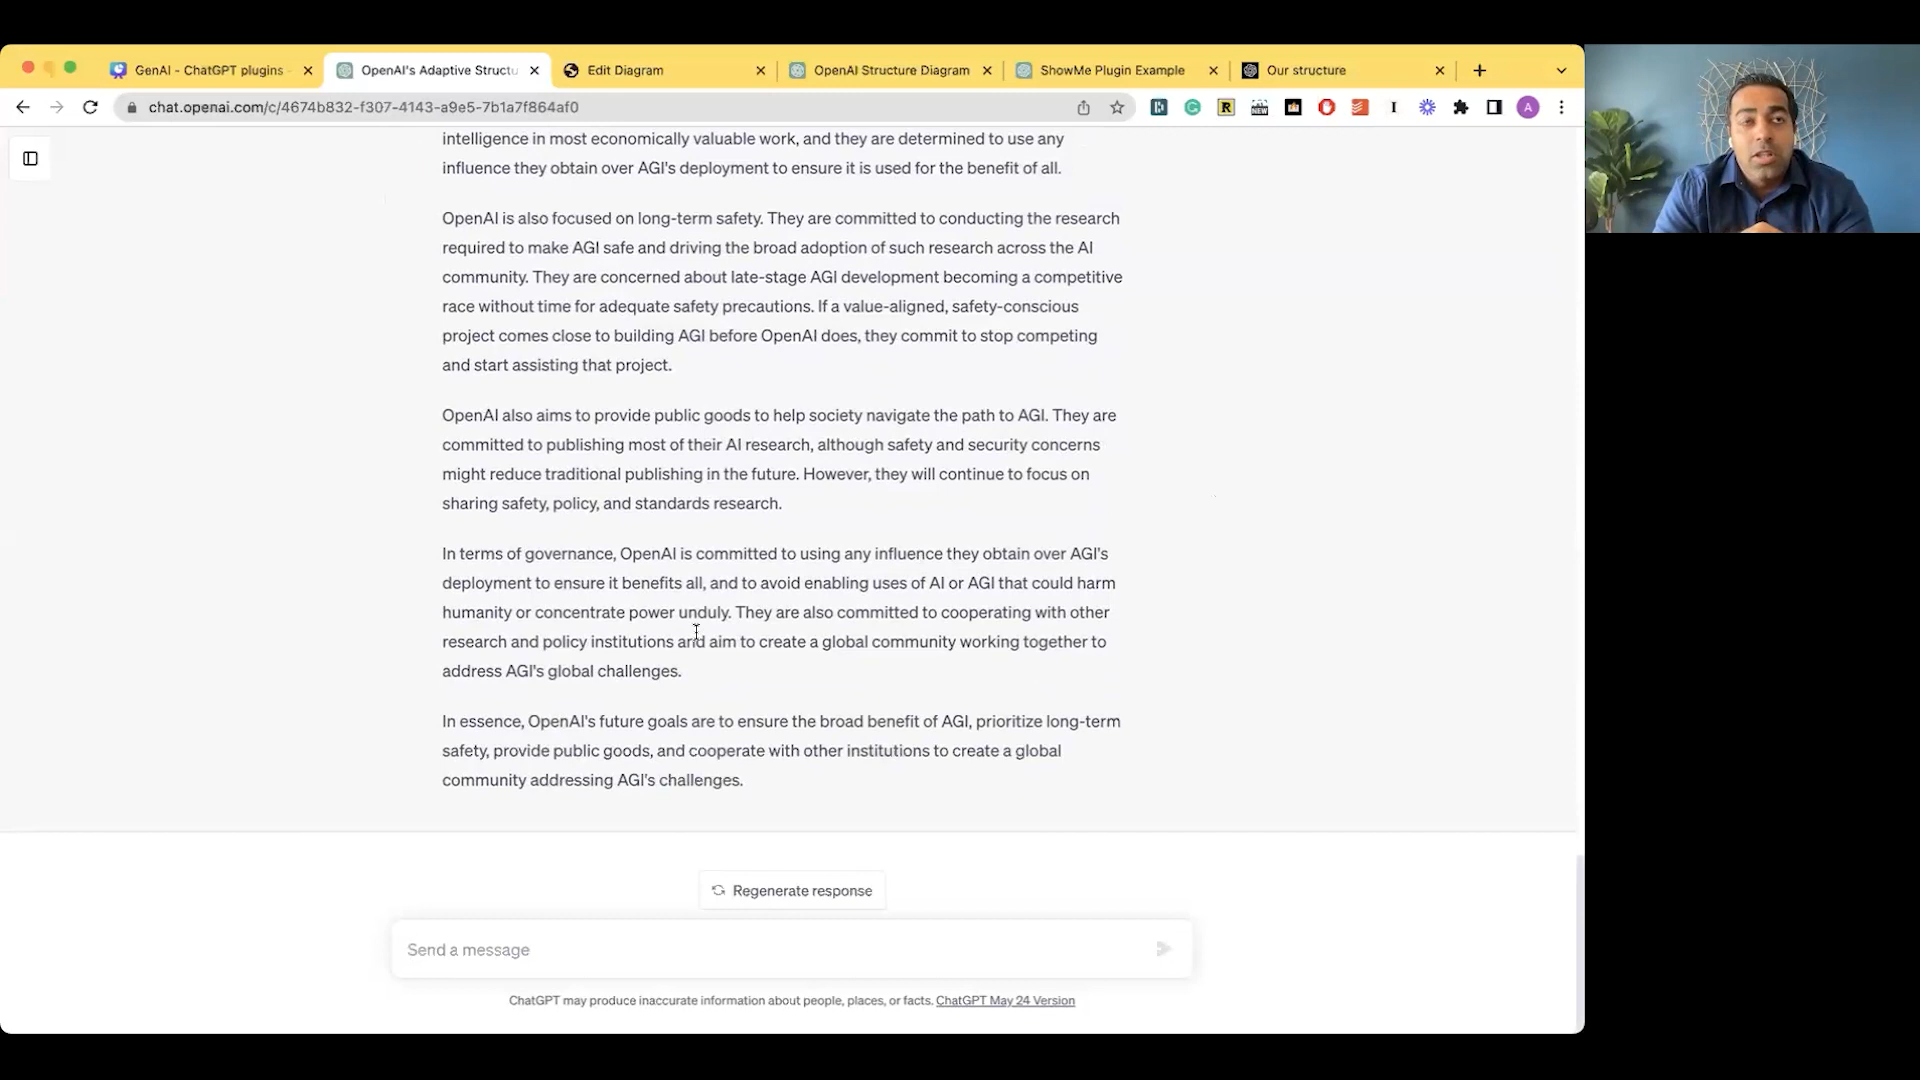 GenAI - ChatGPT plugins
OpenAI's Adaptive Structu
Edit Diagram
OpenAI Structure Diagram
ShowMe Plugin Example
Our structure
chat.openai.com/c/4674b832-f307-4143-a9e5-7b1a7f864af0
intelligence in most economically valuable work, and they are determined to use any
influence they obtain over AGI's deployment to ensure it is used for the benefit of all.
OpenAI is also focused on long-term safety. They are committed to conducting the research
required to make AGI safe and driving the broad adoption of such research across the AI
community. They are concerned about late-stage AGI development becoming a competitive
race without time for adequate safety precautions. If a value-aligned, safety-conscious
project comes close to building AGI before OpenAI does, they commit to stop competing
and start assisting that project.
OpenAI also aims to provide public goods to help society navigate the path to AGI. They are
committed to publishing most of their AI research, although safety and security concerns
might reduce traditional publishing in the future. However, they will continue to focus on
sharing safety, policy, and standards research.
In terms of governance, OpenAI is committed to using any influence they obtain over AGI's
deployment to ensure it benefits all, and to avoid enabling uses of AI or AGI that could harm
humanity or concentrate power unduly. They are also committed to cooperating with other
research and policy institutions and aim to create a global community working together to
address AGI's global challenges.
In essence, OpenAI's future goals are to ensure the broad benefit of AGI, prioritize long-term
safety, provide public goods, and cooperate with other institutions to create a global
community addressing AGI's challenges.
Regenerate response
Send a message
ChatGPT may produce inaccurate information about people, places, or facts. ChatGPT May 24 Version